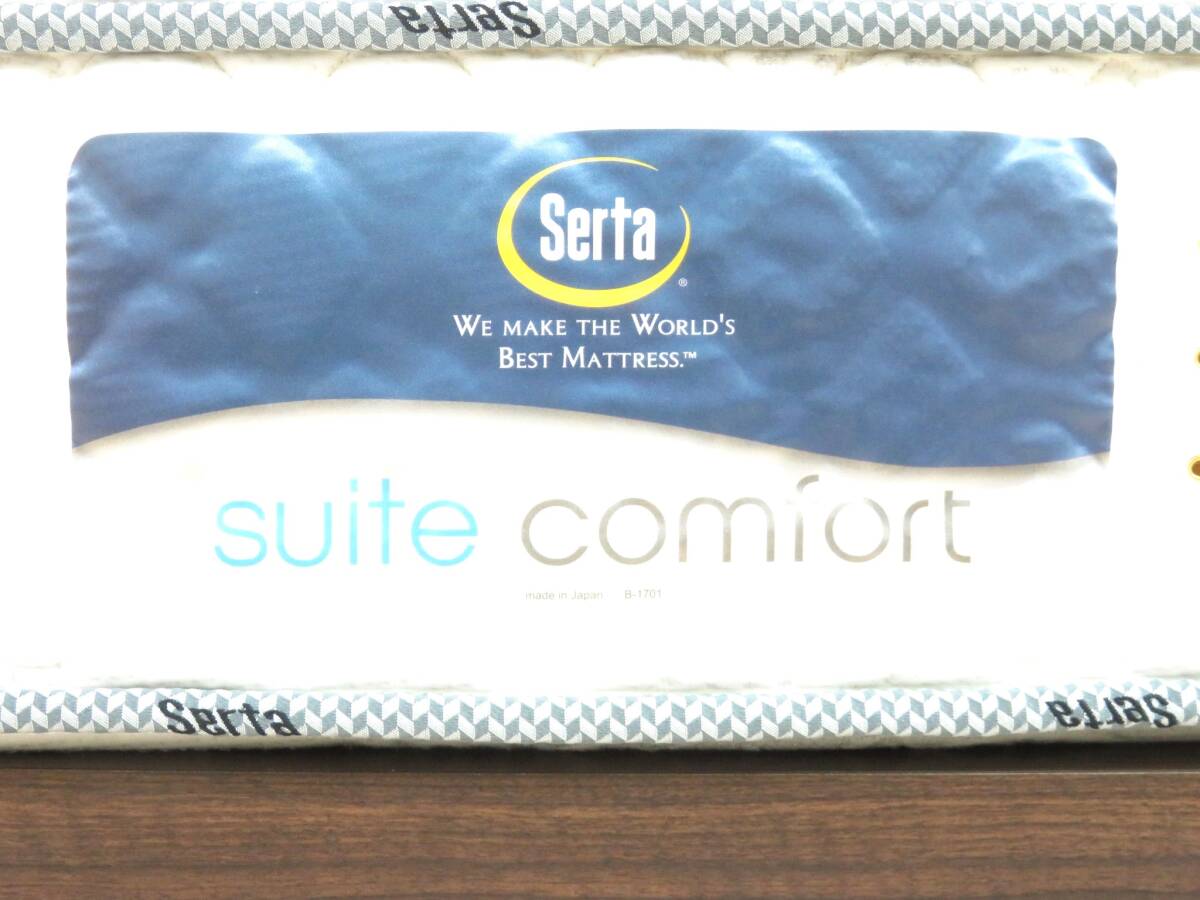 Serta
Serta
®
WE MAKE THE WORLD'S
BEST MATTRESS.™
suite comfort
made in Japan B-1701
Serta
Serta